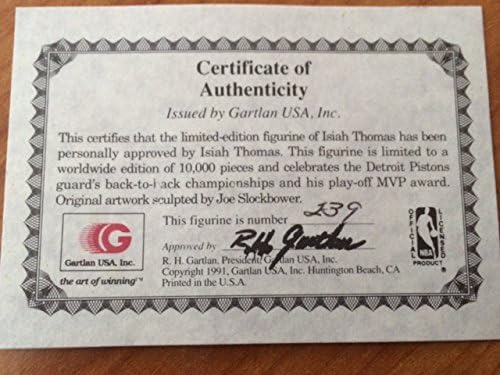 Certificate of
Authenticity
Issued by Gartlan USA, Inc.
This certifies that the limited-edition figurine of Isiah Thomas has been
personally approved by Isiah Thomas. This figurine is limited to a
worldwide edition of 10,000 pieces and celebrates the Detroit Pistons
guard's back-to-back championships and his play-off MVP award.
Original artwork sculpted by Joe Slockbower.
This figurine is number 239
Approved by RH Gartlan
R. H. Gartlan, President, Gartlan USA, Inc.
Copyright 1991, Gartlan USA, Inc. Huntington Beach, CA
Printed in the U.S.A.
G
Gartlan USA, Inc.
the art of winning™
OFFICIAL
NBA
LICENSED
PRODUCT